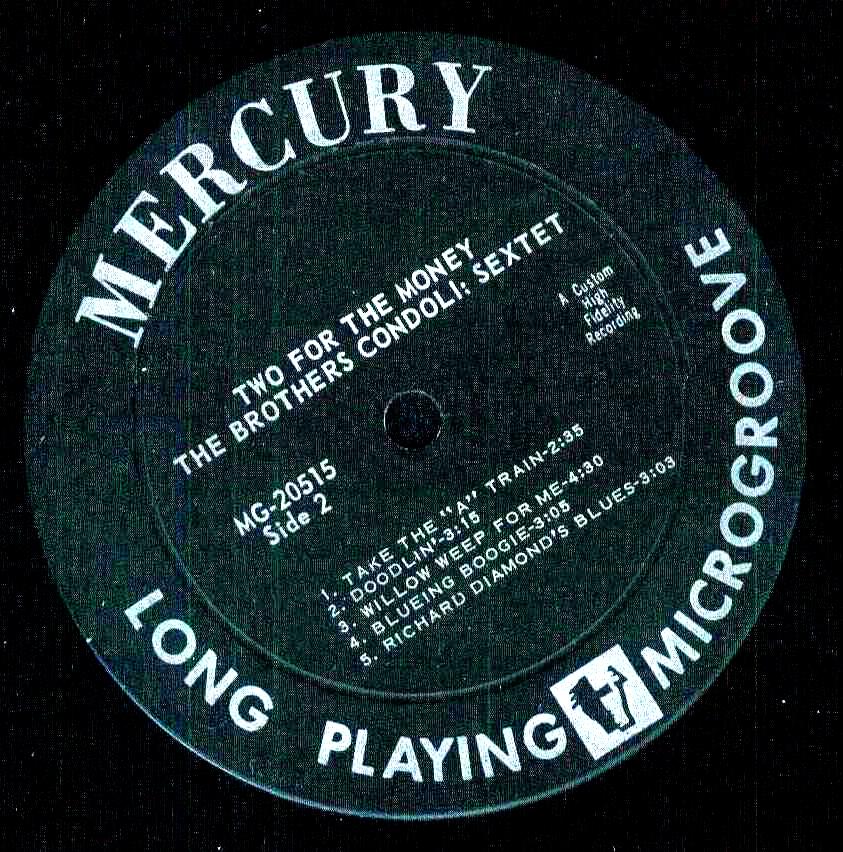 MERCURY
TWO FOR THE MONEY
THE BROTHERS CONDOLI: SEXTET
A Custom
High
Fidelity
Recording
MG-20515
Side 2
1. TAKE THE "A" TRAIN-2:35
2. DOODLIN'-3:15
3. WILLOW WEEP FOR ME-4:30
4. BLUEING BOOGIE-3:05
5. RICHARD DIAMOND'S BLUES-3:03
LONG PLAYING MICROGROOVE